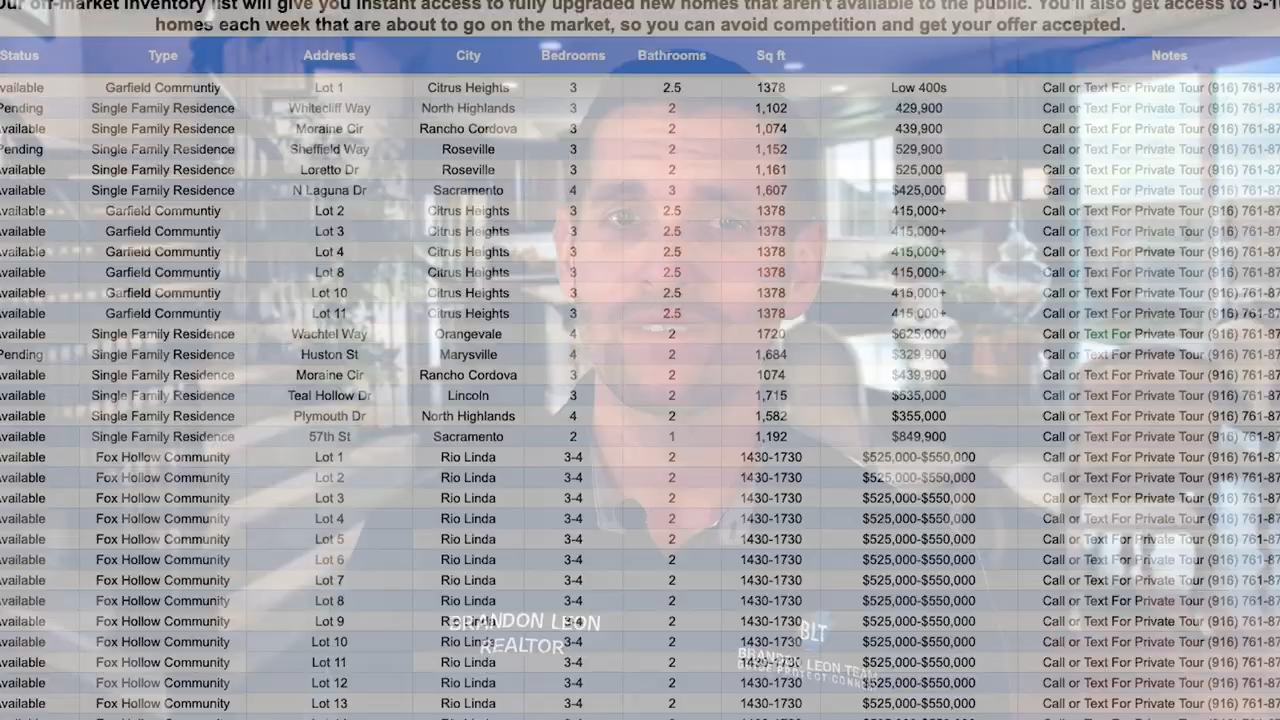 Our off-market inventory list will give you instant access to fully upgraded new homes that aren't available to the public. You'll also get access to 5-1
homes each week that are about to go on the market, so you can avoid competition and get your offer accepted.
Status Type Address City Bedrooms Bathrooms Sq ft Notes
vailable Garfield Communtiy Lot 1 Citrus Heights 3 2.5 1378 Low 400s Call or Text For Private Tour (916) 761-87
Pending Single Family Residence Whitecliff Way North Highlands 3 2 1,102 429,900 Call or Text For Private Tour (916) 761-87
vailable Single Family Residence Moraine Cir Rancho Cordova 3 2 1,074 439,900 Call or Text For Private Tour (916) 761-87
Pending Single Family Residence Sheffield Way Roseville 3 2 1,152 529,900 Call or Text For Private Tour (916) 761-87
vailable Single Family Residence Loretto Dr Roseville 3 2 1,161 525,000 Call or Text For Private Tour (916) 761-87
vailable Single Family Residence N Laguna Dr Sacramento 4 3 1,607 $425,000 Call or Text For Private Tour (916) 761-87
vailable Garfield Communtiy Lot 2 Citrus Heights 3 2.5 1378 415,000+ Call or Text For Private Tour (916) 761-87
vailable Garfield Communtiy Lot 3 Citrus Heights 3 2.5 1378 415,000+ Call or Text For Private Tour (916) 761-87
vailable Garfield Communtiy Lot 4 Citrus Heights 3 2.5 1378 415,000+ Call or Text For Private Tour (916) 761-87
vailable Garfield Communtiy Lot 8 Citrus Heights 3 2.5 1378 415,000+ Call or Text For Private Tour (916) 761-87
vailable Garfield Communtiy Lot 10 Citrus Heights 3 2.5 1378 415,000+ Call or Text For Private Tour (916) 761-87
vailable Garfield Communtiy Lot 11 Citrus Heights 3 2.5 1378 415,000+ Call or Text For Private Tour (916) 761-87
vailable Single Family Residence Wachtel Way Orangevale 4 2 1720 $625,000 Call or Text For Private Tour (916) 761-87
Pending Single Family Residence Huston St Marysville 4 2 1,684 $329,900 Call or Text For Private Tour (916) 761-87
vailable Single Family Residence Moraine Cir Rancho Cordova 3 2 1074 $439,900 Call or Text For Private Tour (916) 761-87
vailable Single Family Residence Teal Hollow Dr Lincoln 3 2 1,715 $535,000 Call or Text For Private Tour (916) 761-87
vailable Single Family Residence Plymouth Dr North Highlands 4 2 1,582 $355,000 Call or Text For Private Tour (916) 761-87
vailable Single Family Residence 57th St Sacramento 2 1 1,192 $849,900 Call or Text For Private Tour (916) 761-87
vailable Fox Hollow Community Lot 1 Rio Linda 3-4 2 1430-1730 $525,000-$550,000 Call or Text For Private Tour (916) 761-87
vailable Fox Hollow Community Lot 2 Rio Linda 3-4 2 1430-1730 $525,000-$550,000 Call or Text For Private Tour (916) 761-87
vailable Fox Hollow Community Lot 3 Rio Linda 3-4 2 1430-1730 $525,000-$550,000 Call or Text For Private Tour (916) 761-87
vailable Fox Hollow Community Lot 4 Rio Linda 3-4 2 1430-1730 $525,000-$550,000 Call or Text For Private Tour (916) 761-87
vailable Fox Hollow Community Lot 5 Rio Linda 3-4 2 1430-1730 $525,000-$550,000 Call or Text For Private Tour (916) 761-87
vailable Fox Hollow Community Lot 6 Rio Linda 3-4 2 1430-1730 $525,000-$550,000 Call or Text For Private Tour (916) 761-87
vailable Fox Hollow Community Lot 7 Rio Linda 3-4 2 1430-1730 $525,000-$550,000 Call or Text For Private Tour (916) 761-87
vailable Fox Hollow Community Lot 8 Rio Linda 3-4 2 1430-1730 $525,000-$550,000 Call or Text For Private Tour (916) 761-87
vailable Fox Hollow Community Lot 9 Rio Linda 3-4 2 1430-1730 $525,000-$550,000 Call or Text For Private Tour (916) 761-87
vailable Fox Hollow Community Lot 10 Rio Linda 3-4 2 1430-1730 $525,000-$550,000 Call or Text For Private Tour (916) 761-87
vailable Fox Hollow Community Lot 11 Rio Linda 3-4 2 1430-1730 $525,000-$550,000 Call or Text For Private Tour (916) 761-87
vailable Fox Hollow Community Lot 12 Rio Linda 3-4 2 1430-1730 $525,000-$550,000 Call or Text For Private Tour (916) 761-87
vailable Fox Hollow Community Lot 13 Rio Linda 3-4 2 1430-1730 $525,000-$550,000 Call or Text For Private Tour (916) 761-87
BRANDON LEON
REALTOR
BLT
BRANDON LEON TEAM